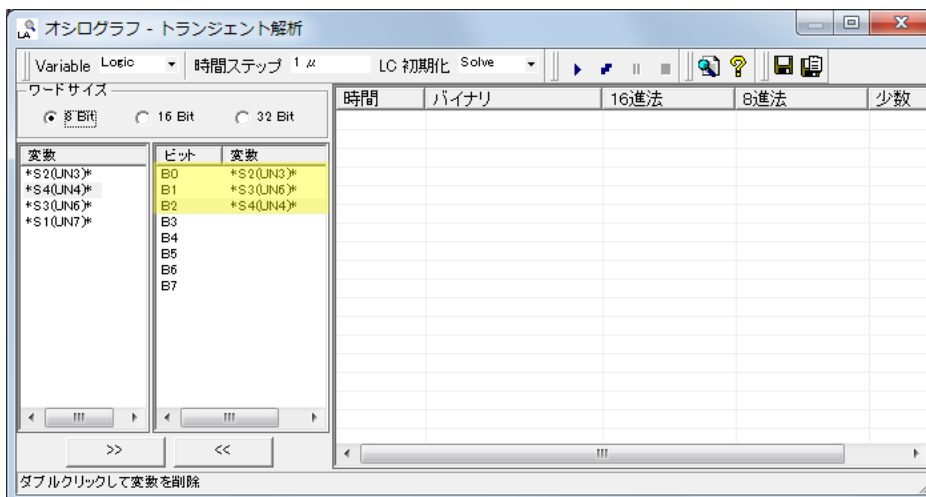 オシログラフ - トランジェント解析
Variable Logic 時間ステップ 1 μ LC 初期化 Solve
ワードサイズ
8 Bit 16 Bit 32 Bit
変数
*S2(UN3)*
*S4(UN4)*
*S3(UN6)*
*S1(UN7)*
ビット 変数
B0 *S2(UN3)*
B1 *S3(UN6)*
B2 *S4(UN4)*
B3
B4
B5
B6
B7
>> <<
時間 バイナリ 16進法 8進法 少数
ダブルクリックして変数を削除